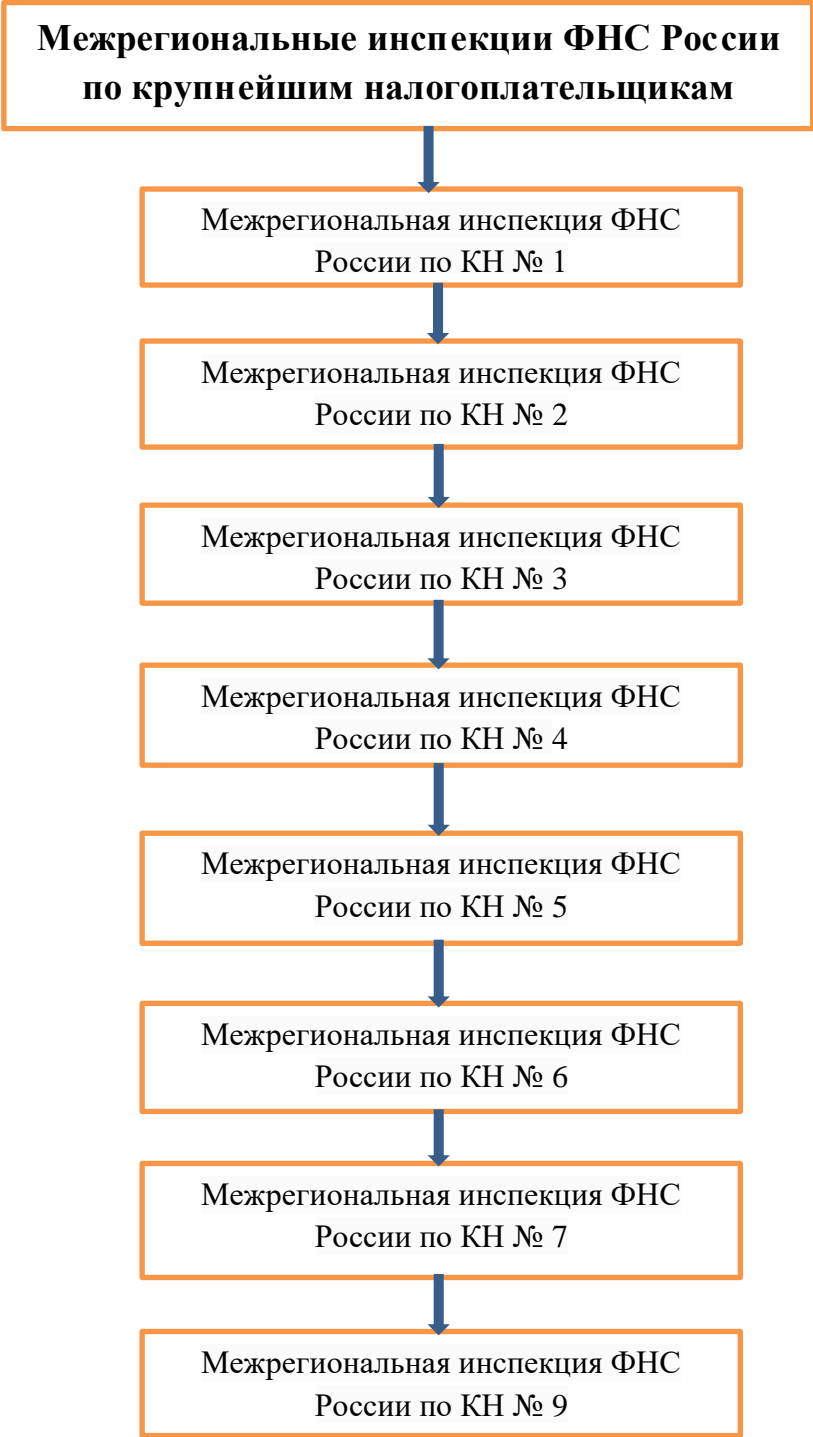 Межрегиональные инспекции ФНС России
по крупнейшим налогоплательщикам
Межрегиональная инспекция ФНС
России по КН № 1
Межрегиональная инспекция ФНС
России по КН № 2
Межрегиональная инспекция ФНС
России по КН № 3
Межрегиональная инспекция ФНС
России по КН № 4
Межрегиональная инспекция ФНС
России по КН № 5
Межрегиональная инспекция ФНС
России по КН № 6
Межрегиональная инспекция ФНС
России по КН № 7
Межрегиональная инспекция ФНС
России по КН № 9